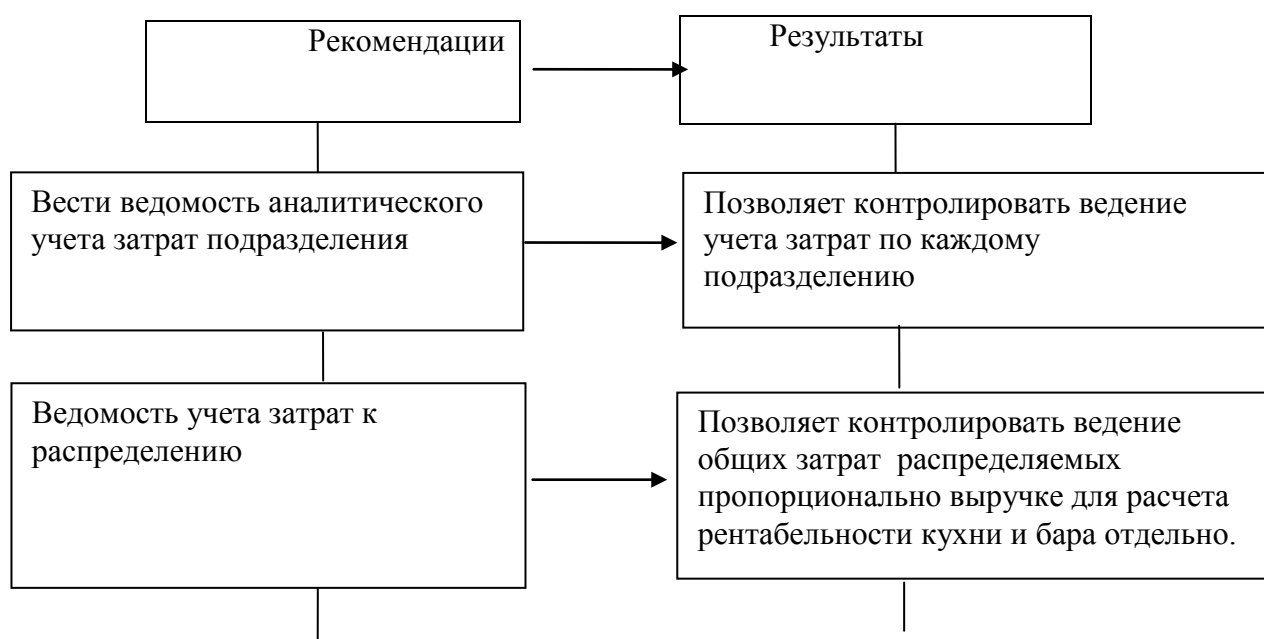 Рекомендации
Результаты
Вести ведомость аналитического
учета затрат подразделения
Позволяет контролировать ведение
учета затрат по каждому
подразделению
Ведомость учета затрат к
распределению
Позволяет контролировать ведение
общих затрат распределяемых
пропорционально выручке для расчета
рентабельности кухни и бара отдельно.